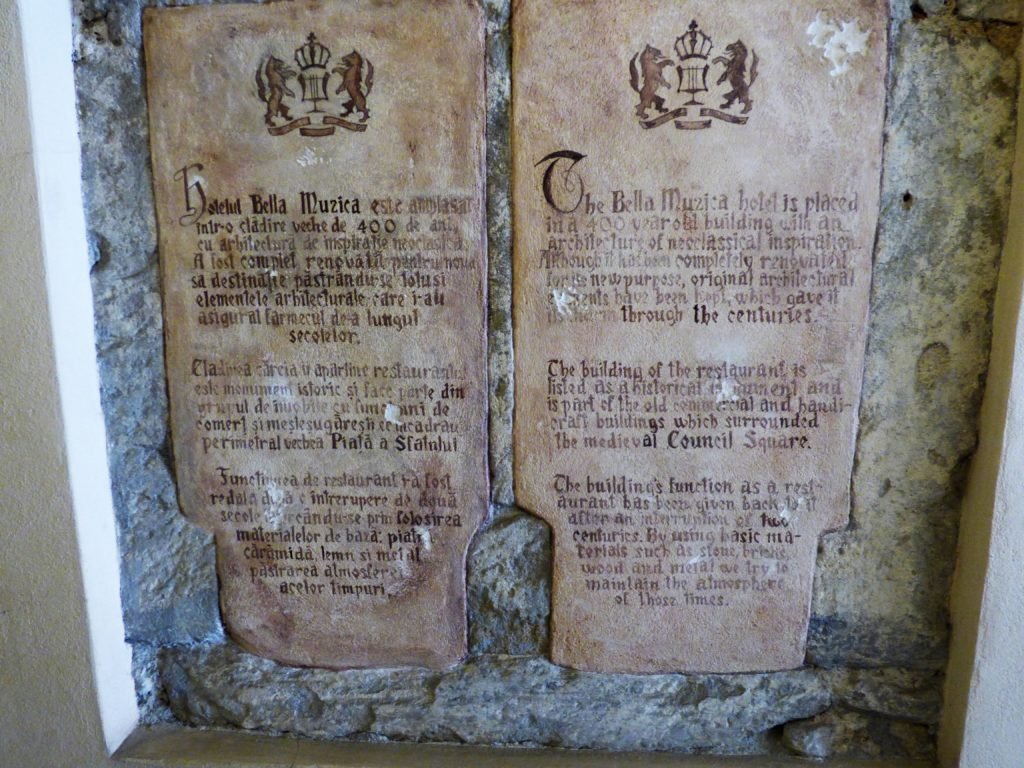 Hotelul Bella Muzica este amplasat
într-o clădire veche de 400 de ani,
cu arhitectura de inspirație neoclasică.
A fost complet renovată pentru noua
sa destinație păstrându-se totuși
elementele arhitecturale, care i-au
asigurat farmecul de-a lungul
secolelor.
Clădirea căreia îi aparține restaurantul
este monument istoric și face parte din
grupul de imobile cu funcțiuni de
comerț și meșteșugărești ce încadrau
perimetral vechea Piață a Sfatului
Funcțiunea de restaurant i-a fost
redată după o întrerupere de două
secole încercându-se prin folosirea
materialelor de bază: piatră
cărămidă, lemn și metal
păstrarea atmosferei
acelor timpuri.
The Bella Muzica hotel is placed
in a 400 year old building with an
architecture of neoclassical inspiration.
Although it has been completely renovated
for its new purpose, original architectural
elements have been kept, which gave it
its charm through the centuries.
The building of the restaurant is
listed as a historical monument and
is part of the old commercial and handi-
craft buildings which surrounded
the medieval Council Square.
The building's function as a rest-
aurant has been given back to it
after an interruption of two
centuries. By using basic ma-
terials such as stone, bricks,
wood and metal we try to
maintain the atmosphere
of those times.